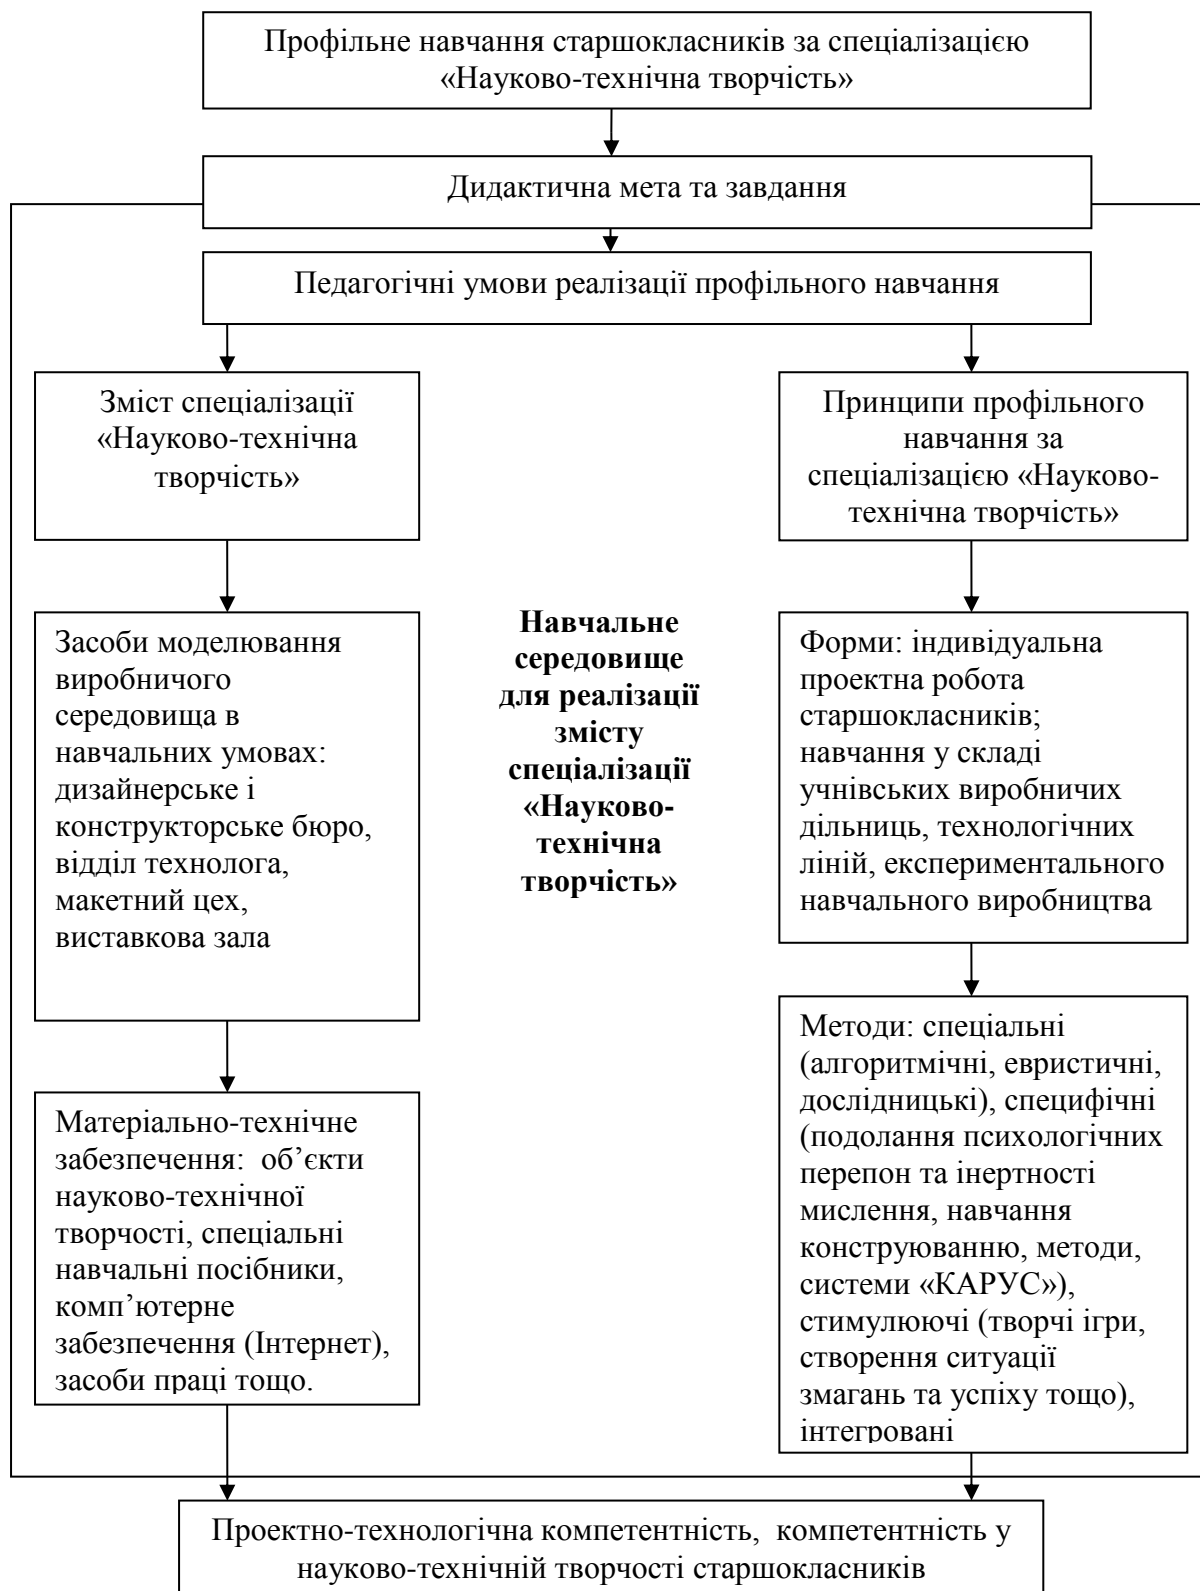 Профільне навчання старшокласників за спеціалізацією
«Науково-технічна творчість»
Дидактична мета та завдання
Педагогічні умови реалізації профільного навчання
Зміст спеціалізації
«Науково-технічна
творчість»
Принципи профільного
навчання за
спеціалізацією «Науково-
технічна творчість»
Засоби моделювання
виробничого
середовища в
навчальних умовах:
дизайнерське і
конструкторське бюро,
відділ технолога,
макетний цех,
виставкова зала
Навчальне
середовище
для реалізації
змісту
спеціалізації
«Науково-
технічна
творчість»
Форми: індивідуальна
проектна робота
старшокласників;
навчання у складі
учнівських виробничих
дільниць, технологічних
ліній, експериментального
навчального виробництва
Матеріально-технічне
забезпечення:  об’єкти
науково-технічної
творчості, спеціальні
навчальні посібники,
комп’ютерне
забезпечення (Інтернет),
засоби праці тощо.
Методи: спеціальні
(алгоритмічні, евристичні,
дослідницькі), специфічні
(подолання психологічних
перепон та інертності
мислення, навчання
конструюванню, методи,
системи «КАРУС»),
стимулюючі (творчі ігри,
створення ситуації
змагань та успіху тощо),
інтегровані
Проектно-технологічна компетентність,  компетентність у
науково-технічній творчості старшокласників